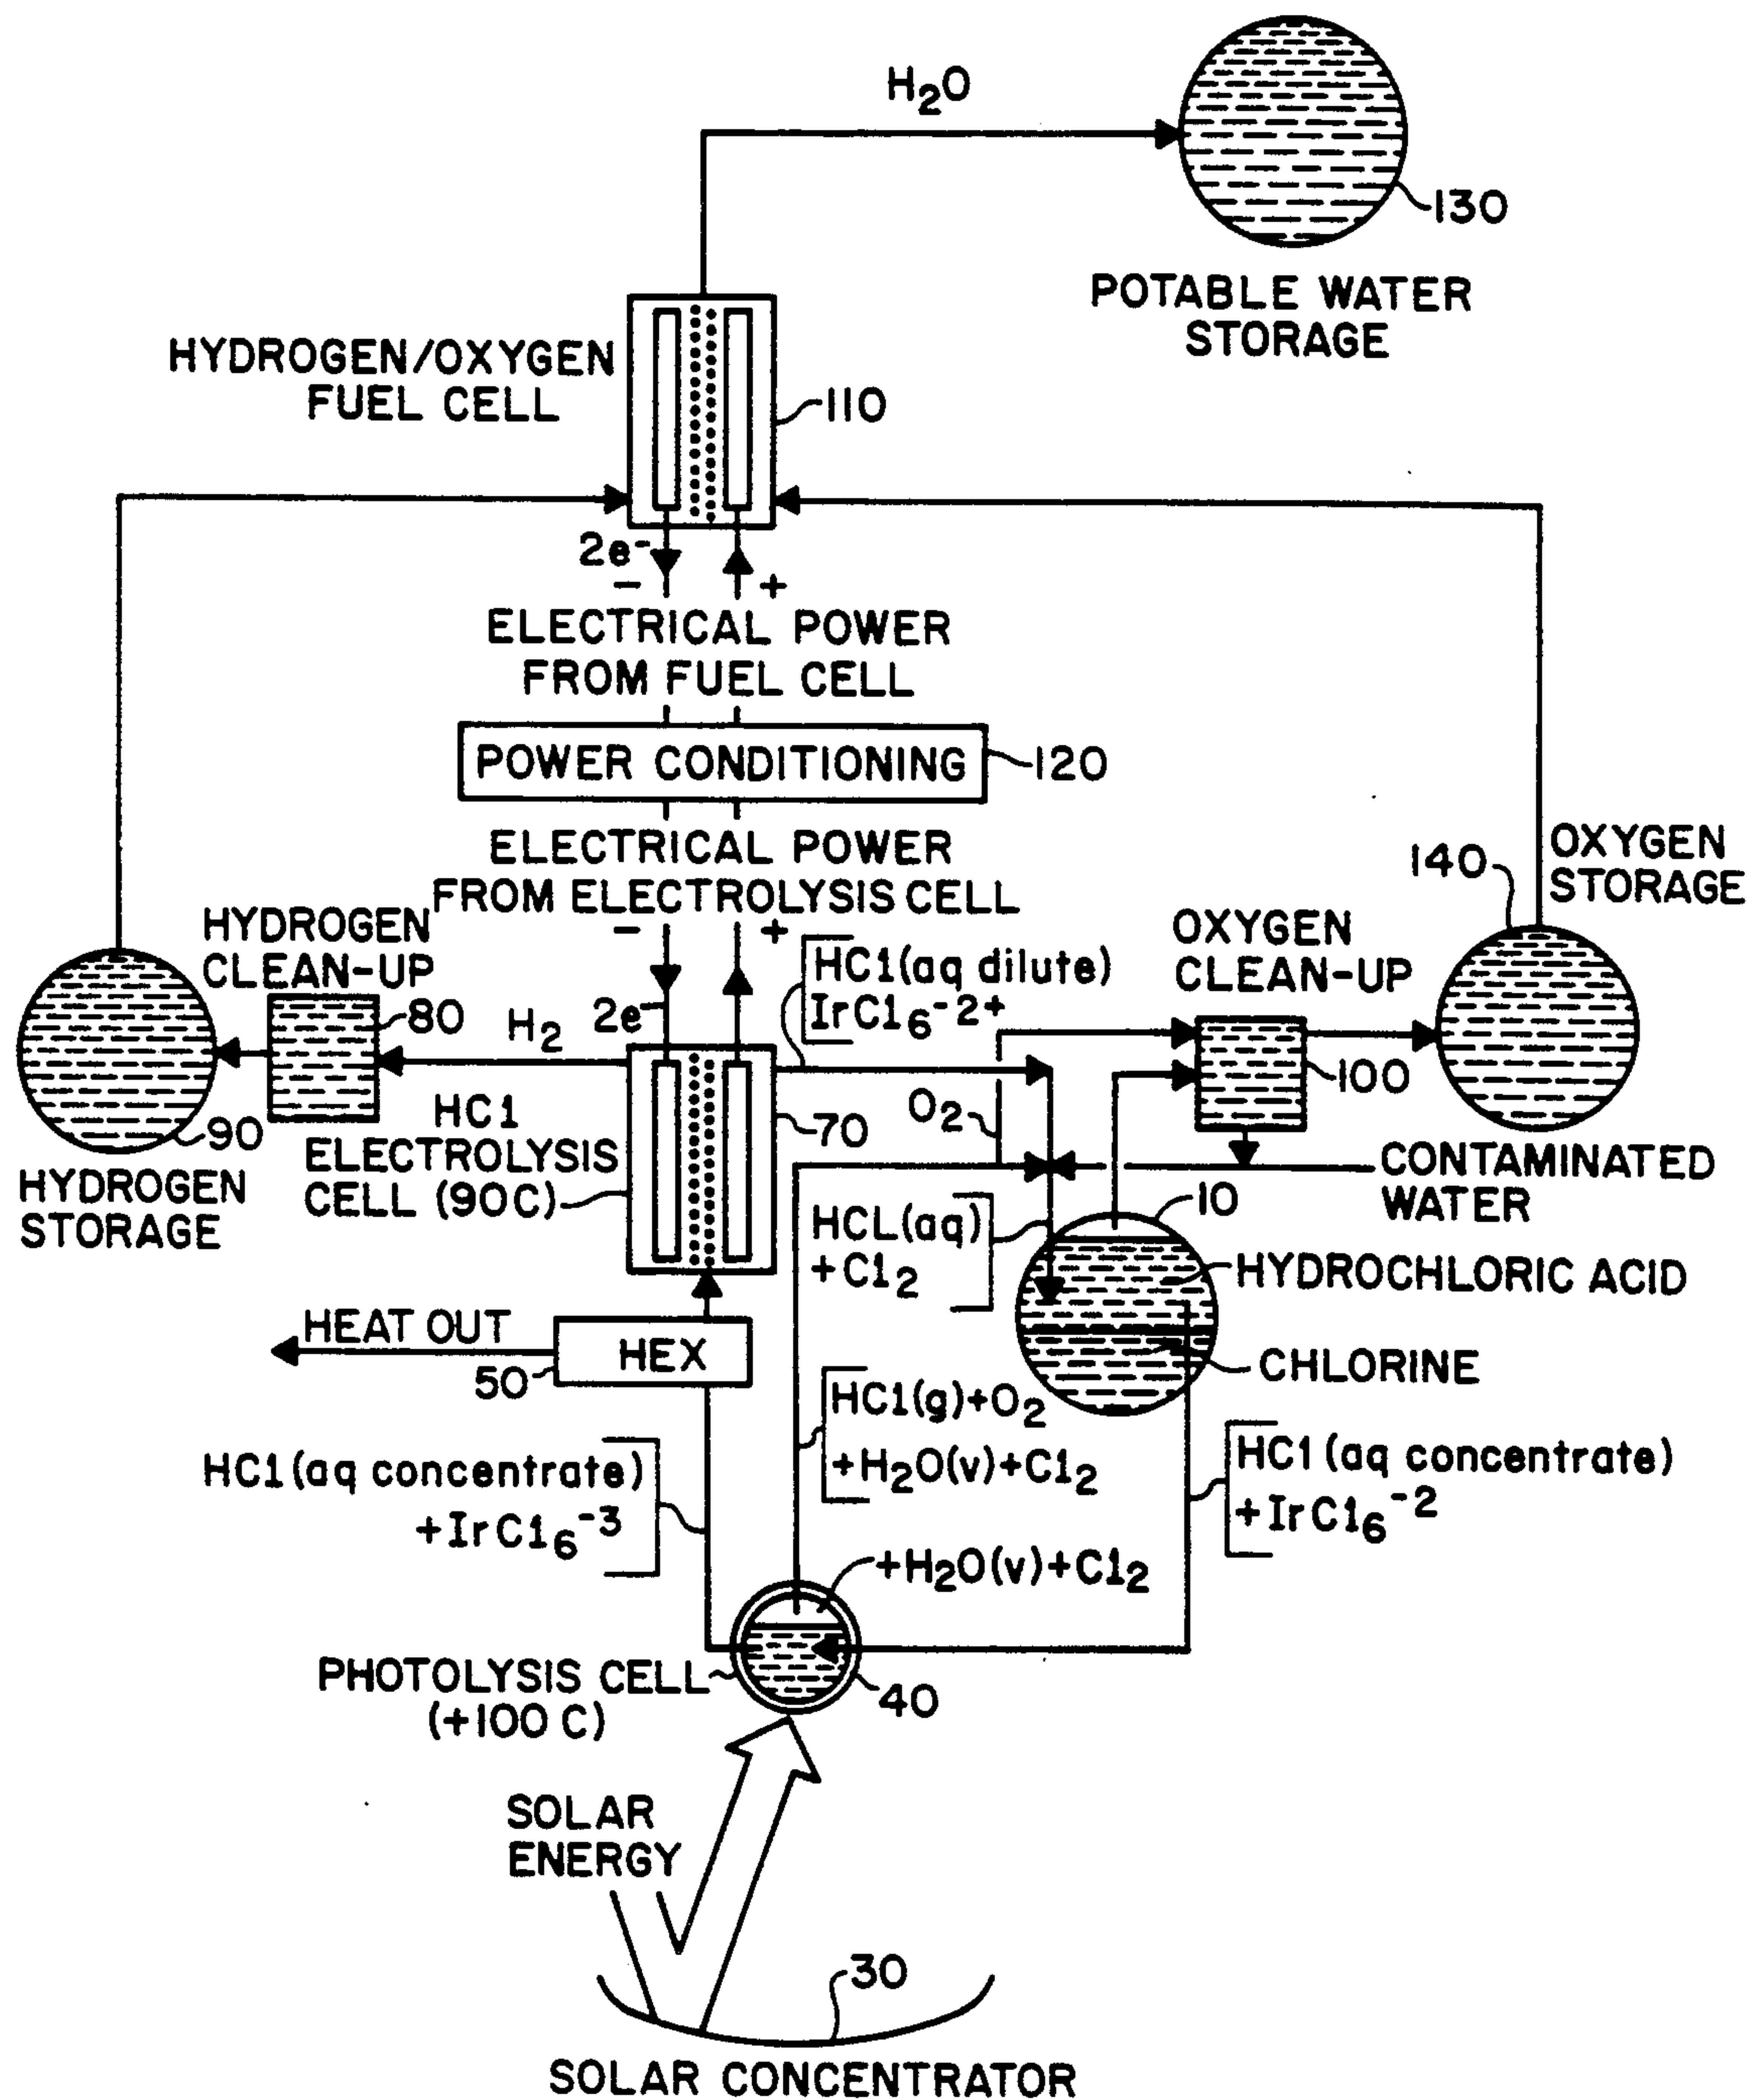 H2O
130
POTABLE WATER
STORAGE
HYDROGEN/OXYGEN
FUEL CELL
110
2e-
-
+
ELECTRICAL POWER
FROM FUEL CELL
POWER CONDITIONING
120
ELECTRICAL POWER
FROM ELECTROLYSIS CELL
-
+
140
OXYGEN
STORAGE
HYDROGEN
CLEAN-UP
80
H2
2e-
HC1(aq dilute)
IrC16-2+
OXYGEN
CLEAN-UP
100
90
HYDROGEN
STORAGE
HC1
ELECTROLYSIS
CELL (90C)
70
O2
CONTAMINATED
WATER
10
HCL(aq)
+C12
HYDROCHLORIC ACID
CHLORINE
HEAT OUT
HEX
50
HC1(g)+O2
+H2O(v)+C12
HC1(aq concentrate)
+IrC16-3
HC1(aq concentrate)
+IrC16-2
+H2O(v)+C12
PHOTOLYSIS CELL
(+100 C)
40
SOLAR
ENERGY
30
SOLAR CONCENTRATOR